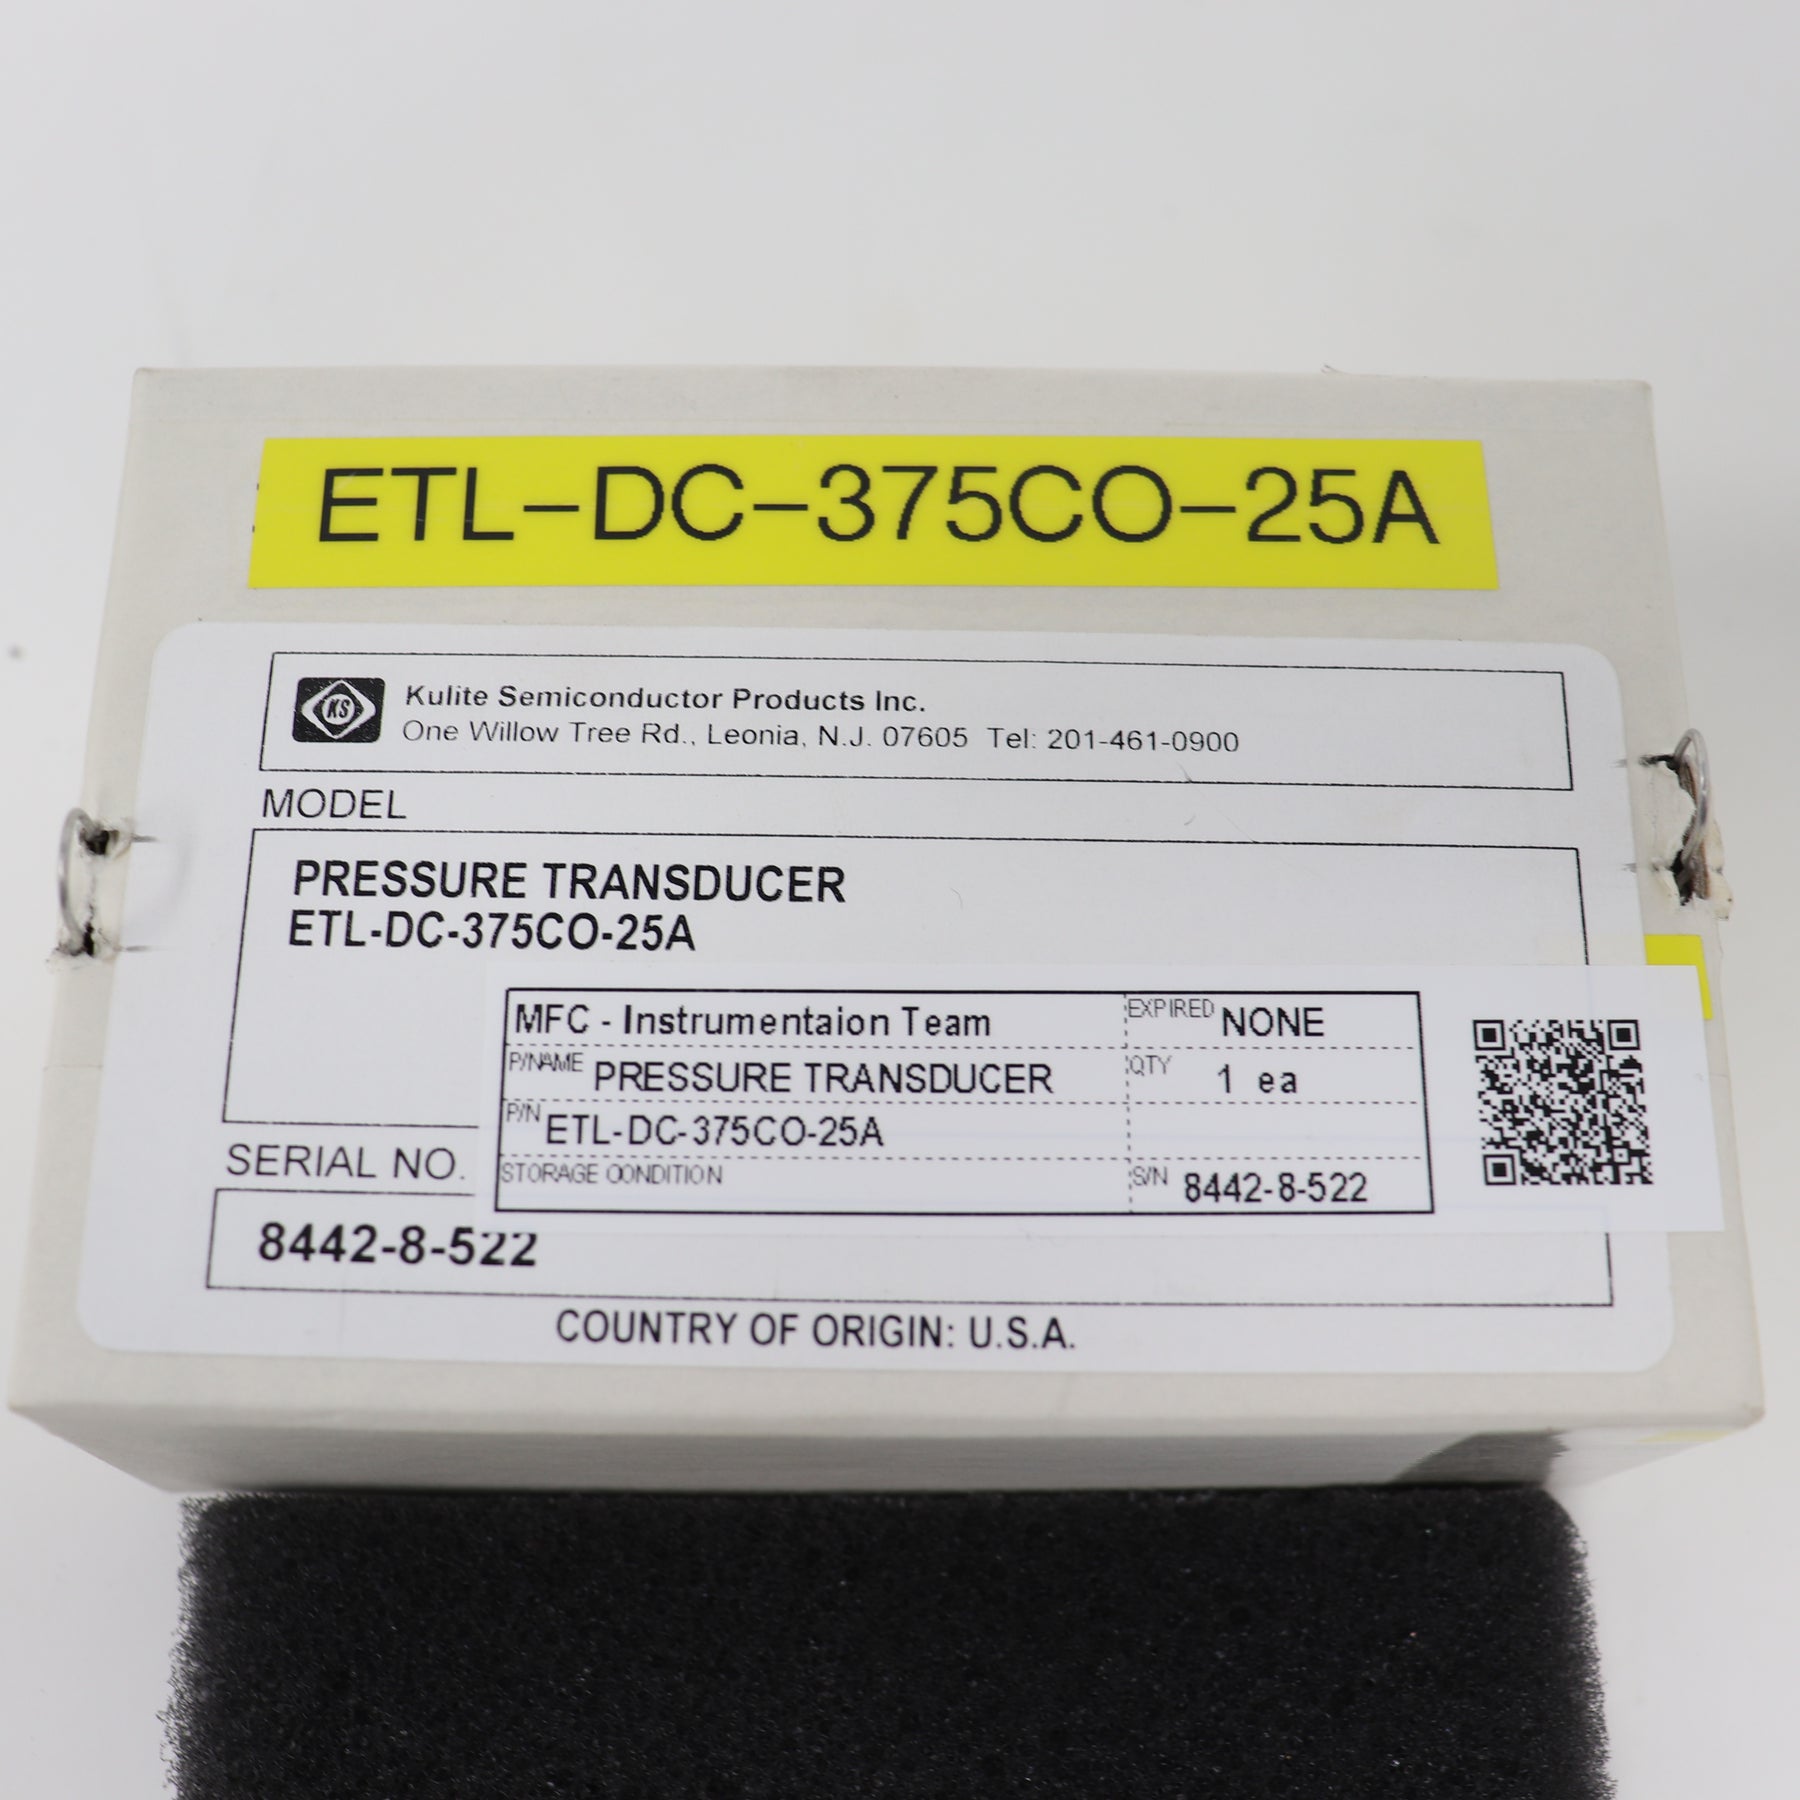 ETL-DC-375CO-25A
KS
Kulite Semiconductor Products Inc.
One Willow Tree Rd., Leonia, N.J. 07605 Tel: 201-461-0900
MODEL
PRESSURE TRANSDUCER
ETL-DC-375CO-25A
MFC - Instrumentaion Team EXPIRED NONE
P/NAME PRESSURE TRANSDUCER QTY 1 ea
P/N ETL-DC-375CO-25A
STORAGE CONDITION S/N 8442-8-522
SERIAL NO.
8442-8-522
COUNTRY OF ORIGIN: U.S.A.